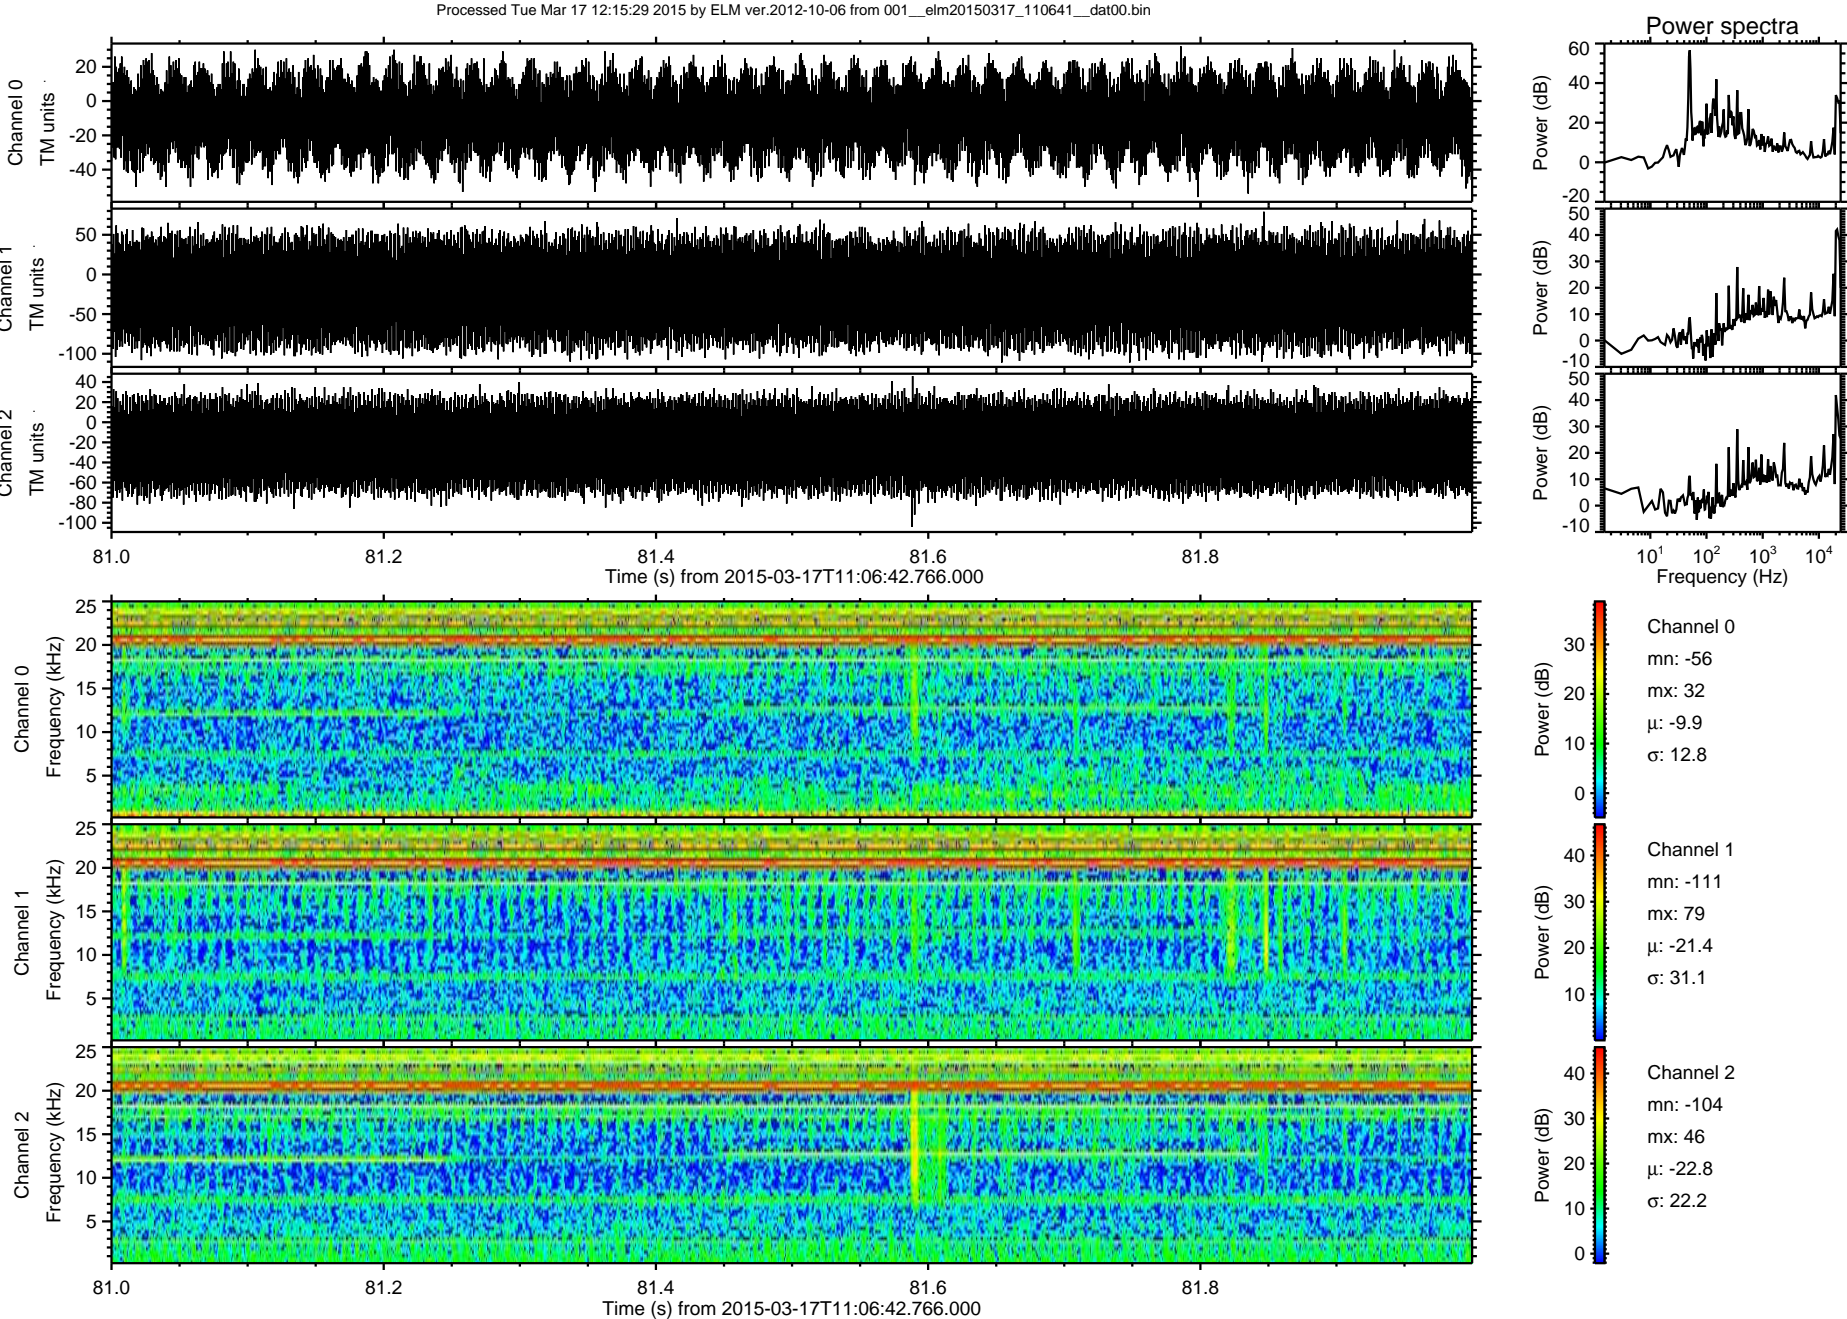 Processed Tue Mar 17 12:15:29 2015 by ELM ver.2012-10-06 from 001__elm20150317_110641__dat00.bin
Power spectra
Channel 0
TM units
20
0
-20
-40
Power (dB)
60
40
20
0
-20
Channel 1
TM units
50
0
-50
-100
Power (dB)
50
40
30
20
10
0
-10
Channel 2
TM units
40
20
0
-20
-40
-60
-80
-100
Power (dB)
50
40
30
20
10
0
-10
81.0 81.2 81.4 81.6 81.8
Time (s) from 2015-03-17T11:06:42.766.000
10¹ 10² 10³ 10⁴
Frequency (Hz)
Channel 0
Frequency (kHz)
25
20
15
10
5
Power (dB)
30
20
10
0
Channel 0
mn: -56
mx: 32
μ: -9.9
σ: 12.8
Channel 1
Frequency (kHz)
25
20
15
10
5
Power (dB)
40
30
20
10
Channel 1
mn: -111
mx: 79
μ: -21.4
σ: 31.1
Channel 2
Frequency (kHz)
25
20
15
10
5
Power (dB)
40
30
20
10
0
Channel 2
mn: -104
mx: 46
μ: -22.8
σ: 22.2
81.0 81.2 81.4 81.6 81.8
Time (s) from 2015-03-17T11:06:42.766.000